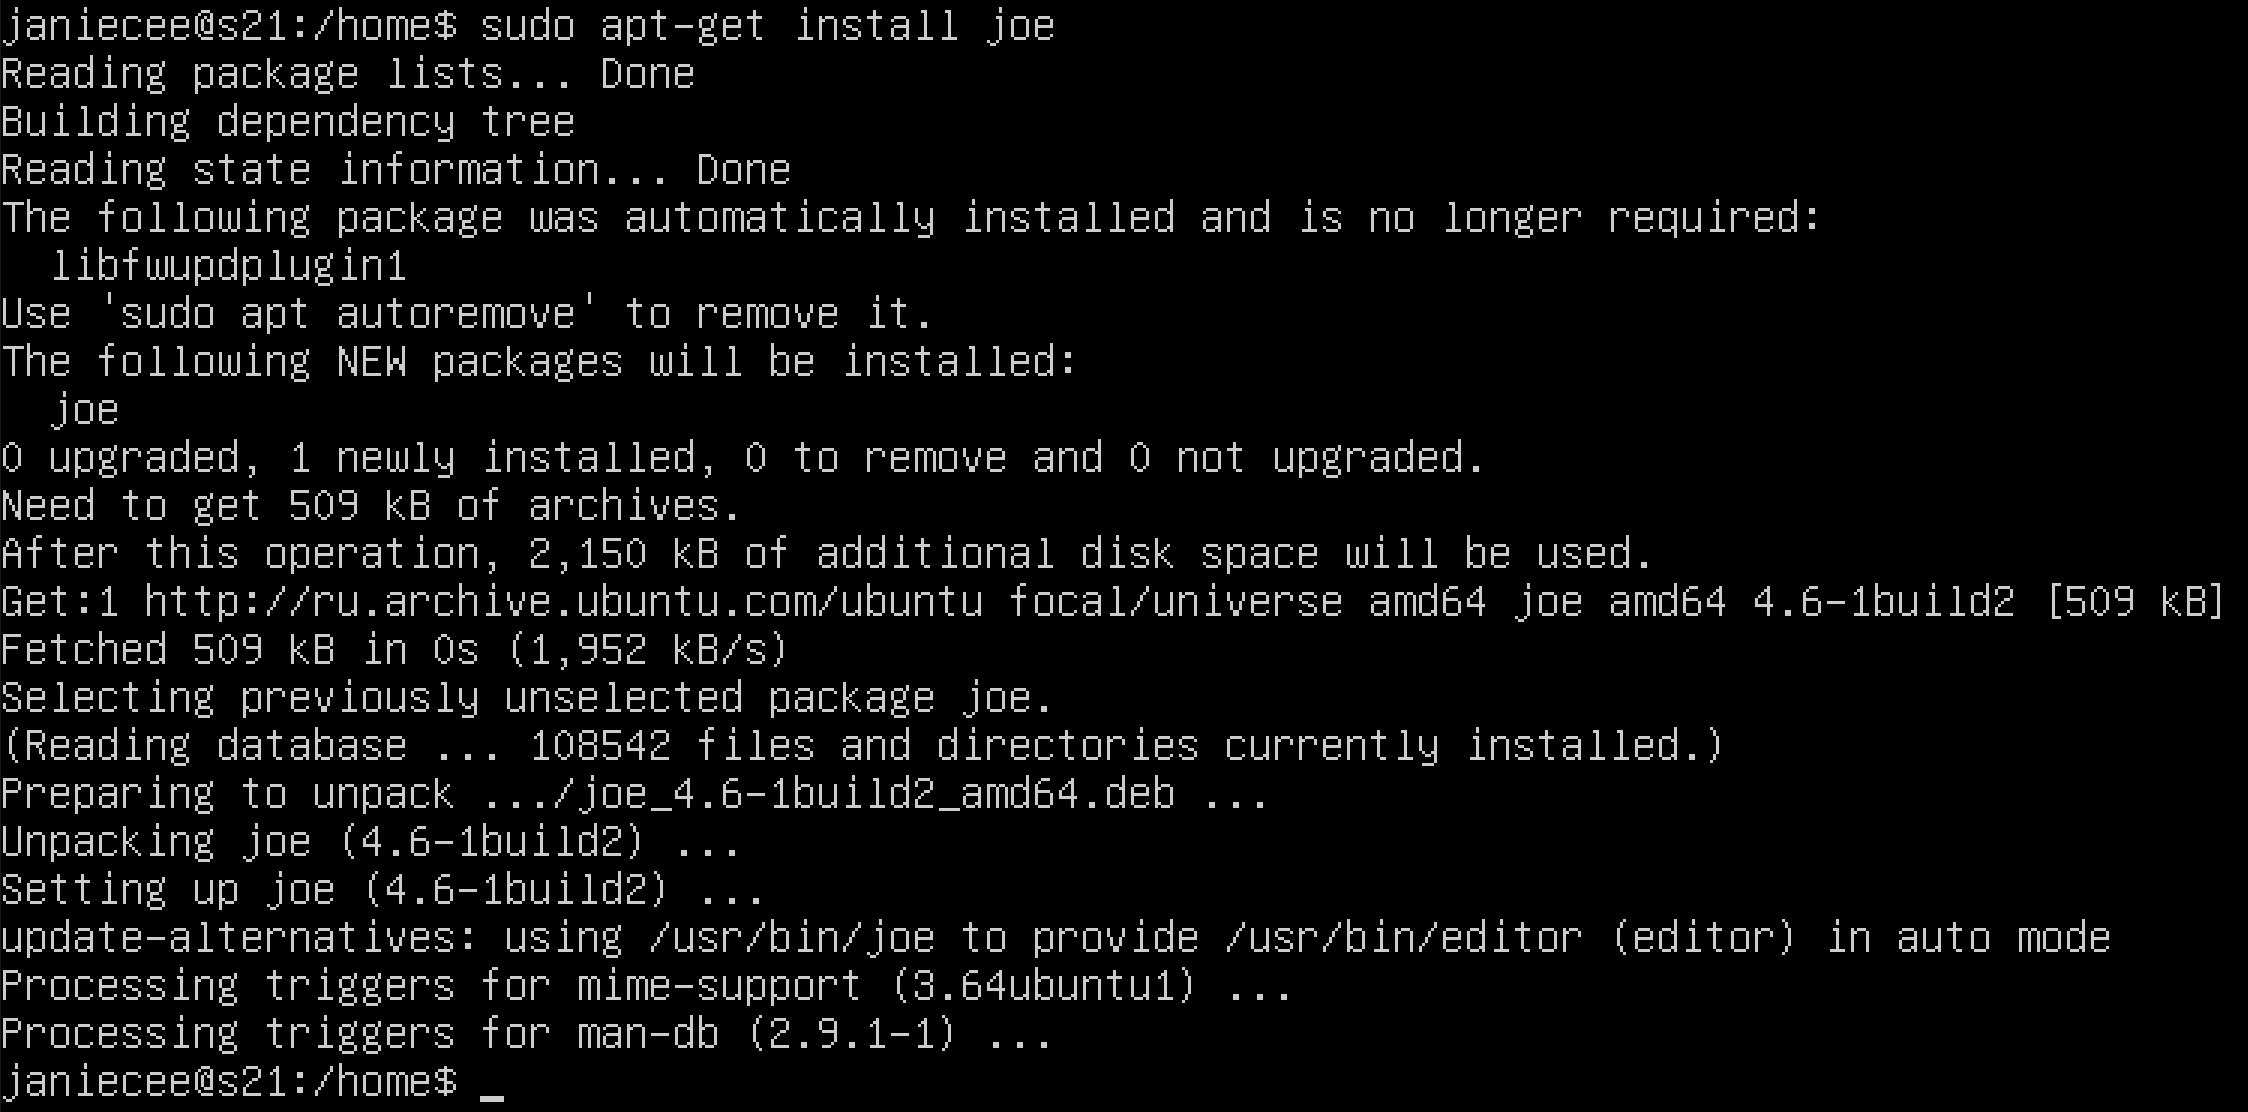 janiecee@s21:/home$ sudo apt-get install joe
Reading package lists... Done
Building dependency tree
Reading state information... Done
The following package was automatically installed and is no longer required:
  libfwupdplugin1
Use 'sudo apt autoremove' to remove it.
The following NEW packages will be installed:
  joe
0 upgraded, 1 newly installed, 0 to remove and 0 not upgraded.
Need to get 509 kB of archives.
After this operation, 2,150 kB of additional disk space will be used.
Get:1 http://ru.archive.ubuntu.com/ubuntu focal/universe amd64 joe amd64 4.6-1build2 [509 kB]
Fetched 509 kB in 0s (1,952 kB/s)
Selecting previously unselected package joe.
(Reading database ... 108542 files and directories currently installed.)
Preparing to unpack .../joe_4.6-1build2_amd64.deb ...
Unpacking joe (4.6-1build2) ...
Setting up joe (4.6-1build2) ...
update-alternatives: using /usr/bin/joe to provide /usr/bin/editor (editor) in auto mode
Processing triggers for mime-support (3.64ubuntu1) ...
Processing triggers for man-db (2.9.1-1) ...
janiecee@s21:/home$ _